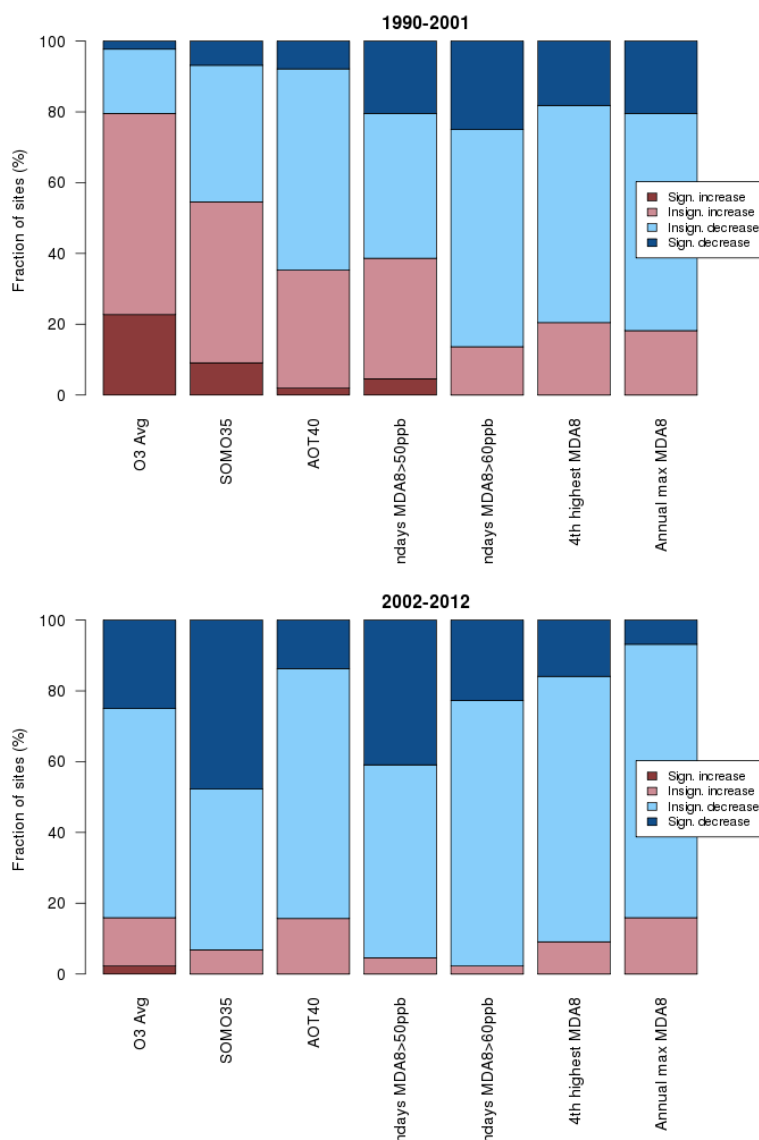 1990-2001
Fraction of sites (%)
100
80
60
40
20
0
Sign. increase
Insign. increase
Insign. decrease
Sign. decrease
O3 Avg
SOMO35
AOT40
ndays MDA8>50ppb
ndays MDA8>60ppb
4th highest MDA8
Annual max MDA8
2002-2012
Fraction of sites (%)
100
80
60
40
20
0
Sign. increase
Insign. increase
Insign. decrease
Sign. decrease
O3 Avg
SOMO35
AOT40
ndays MDA8>50ppb
ndays MDA8>60ppb
4th highest MDA8
Annual max MDA8